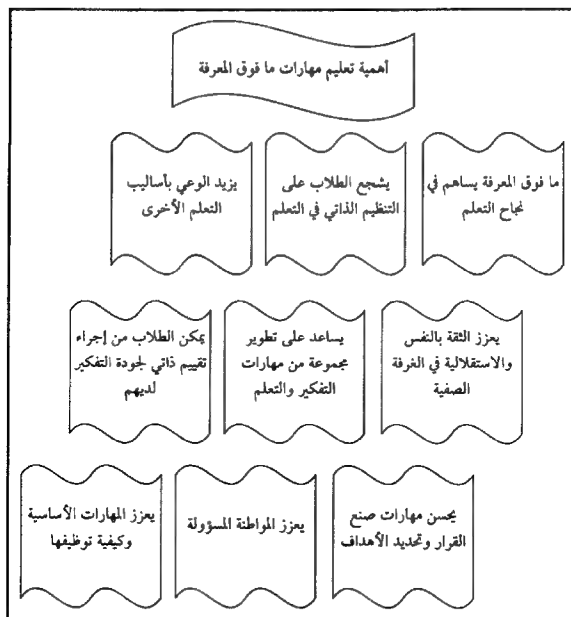 أهمية تعليم مهارات ما فوق المعرفة
ما فوق المعرفة يساهم في
نجاح التعلم
يشجع الطلاب على
التنظيم الذاتي في التعلم
يزيد الوعي بأساليب
التعلم الأخرى
يعزز الثقة بالنفس
والاستقلالية في الغرفة
الصفية
يساعد على تطوير
مجموعة من مهارات
التفكير والتعلم
يمكن الطلاب من إجراء
تقييم ذاتي لجودة التفكير
لديهم
يحسن مهارات صنع
القرار وتحديد الأهداف
يعزز المواطنة المسؤولة
يعزز المهارات الأساسية
وكيفية توظيفها